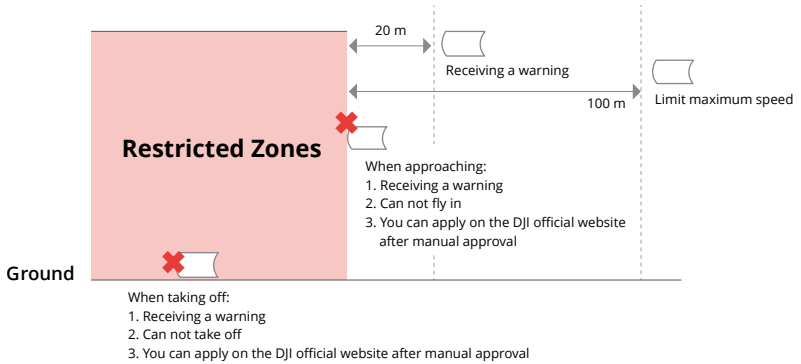 20 m
Receiving a warning
100 m
Limit maximum speed
Restricted Zones
When approaching:
1. Receiving a warning
2. Can not fly in
3. You can apply on the DJI official website
after manual approval
Ground
When taking off:
1. Receiving a warning
2. Can not take off
3. You can apply on the DJI official website after manual approval